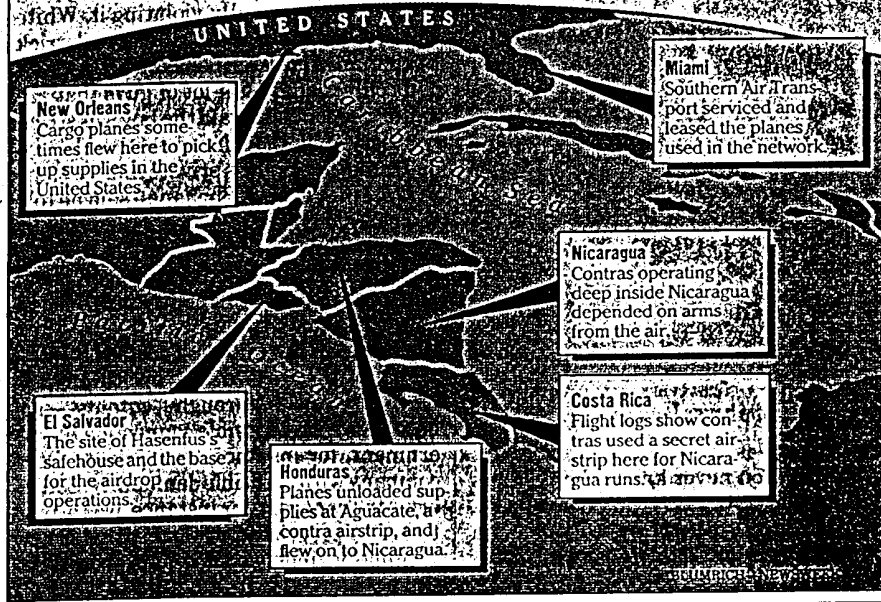 UNITED STATES
New Orleans
Cargo planes some-
times flew here to pick
up supplies in the
United States.
Miami
Southern Air Trans-
port serviced and
leased the planes
used in the network.
Caribbean Sea
Nicaragua
Contras operating
deep inside Nicaragua
depended on arms
from the air.
El Salvador
The site of Hasenfus's
safehouse and the base
for the airdrop
operations.
Honduras
Planes unloaded sup-
plies at Aguacate, a
contra airstrip, and
flew on to Nicaragua.
Costa Rica
Flight logs show con-
tras used a secret air-
strip here for Nicara-
gua runs.